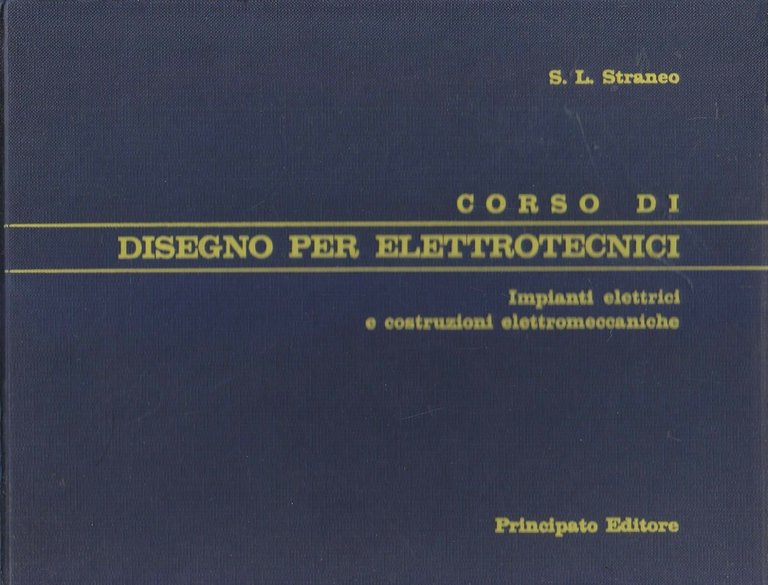 S. L. Straneo
CORSO DI
DISEGNO PER ELETTROTECNICI
Impianti elettrici
e costruzioni elettromeccaniche
Principato Editore